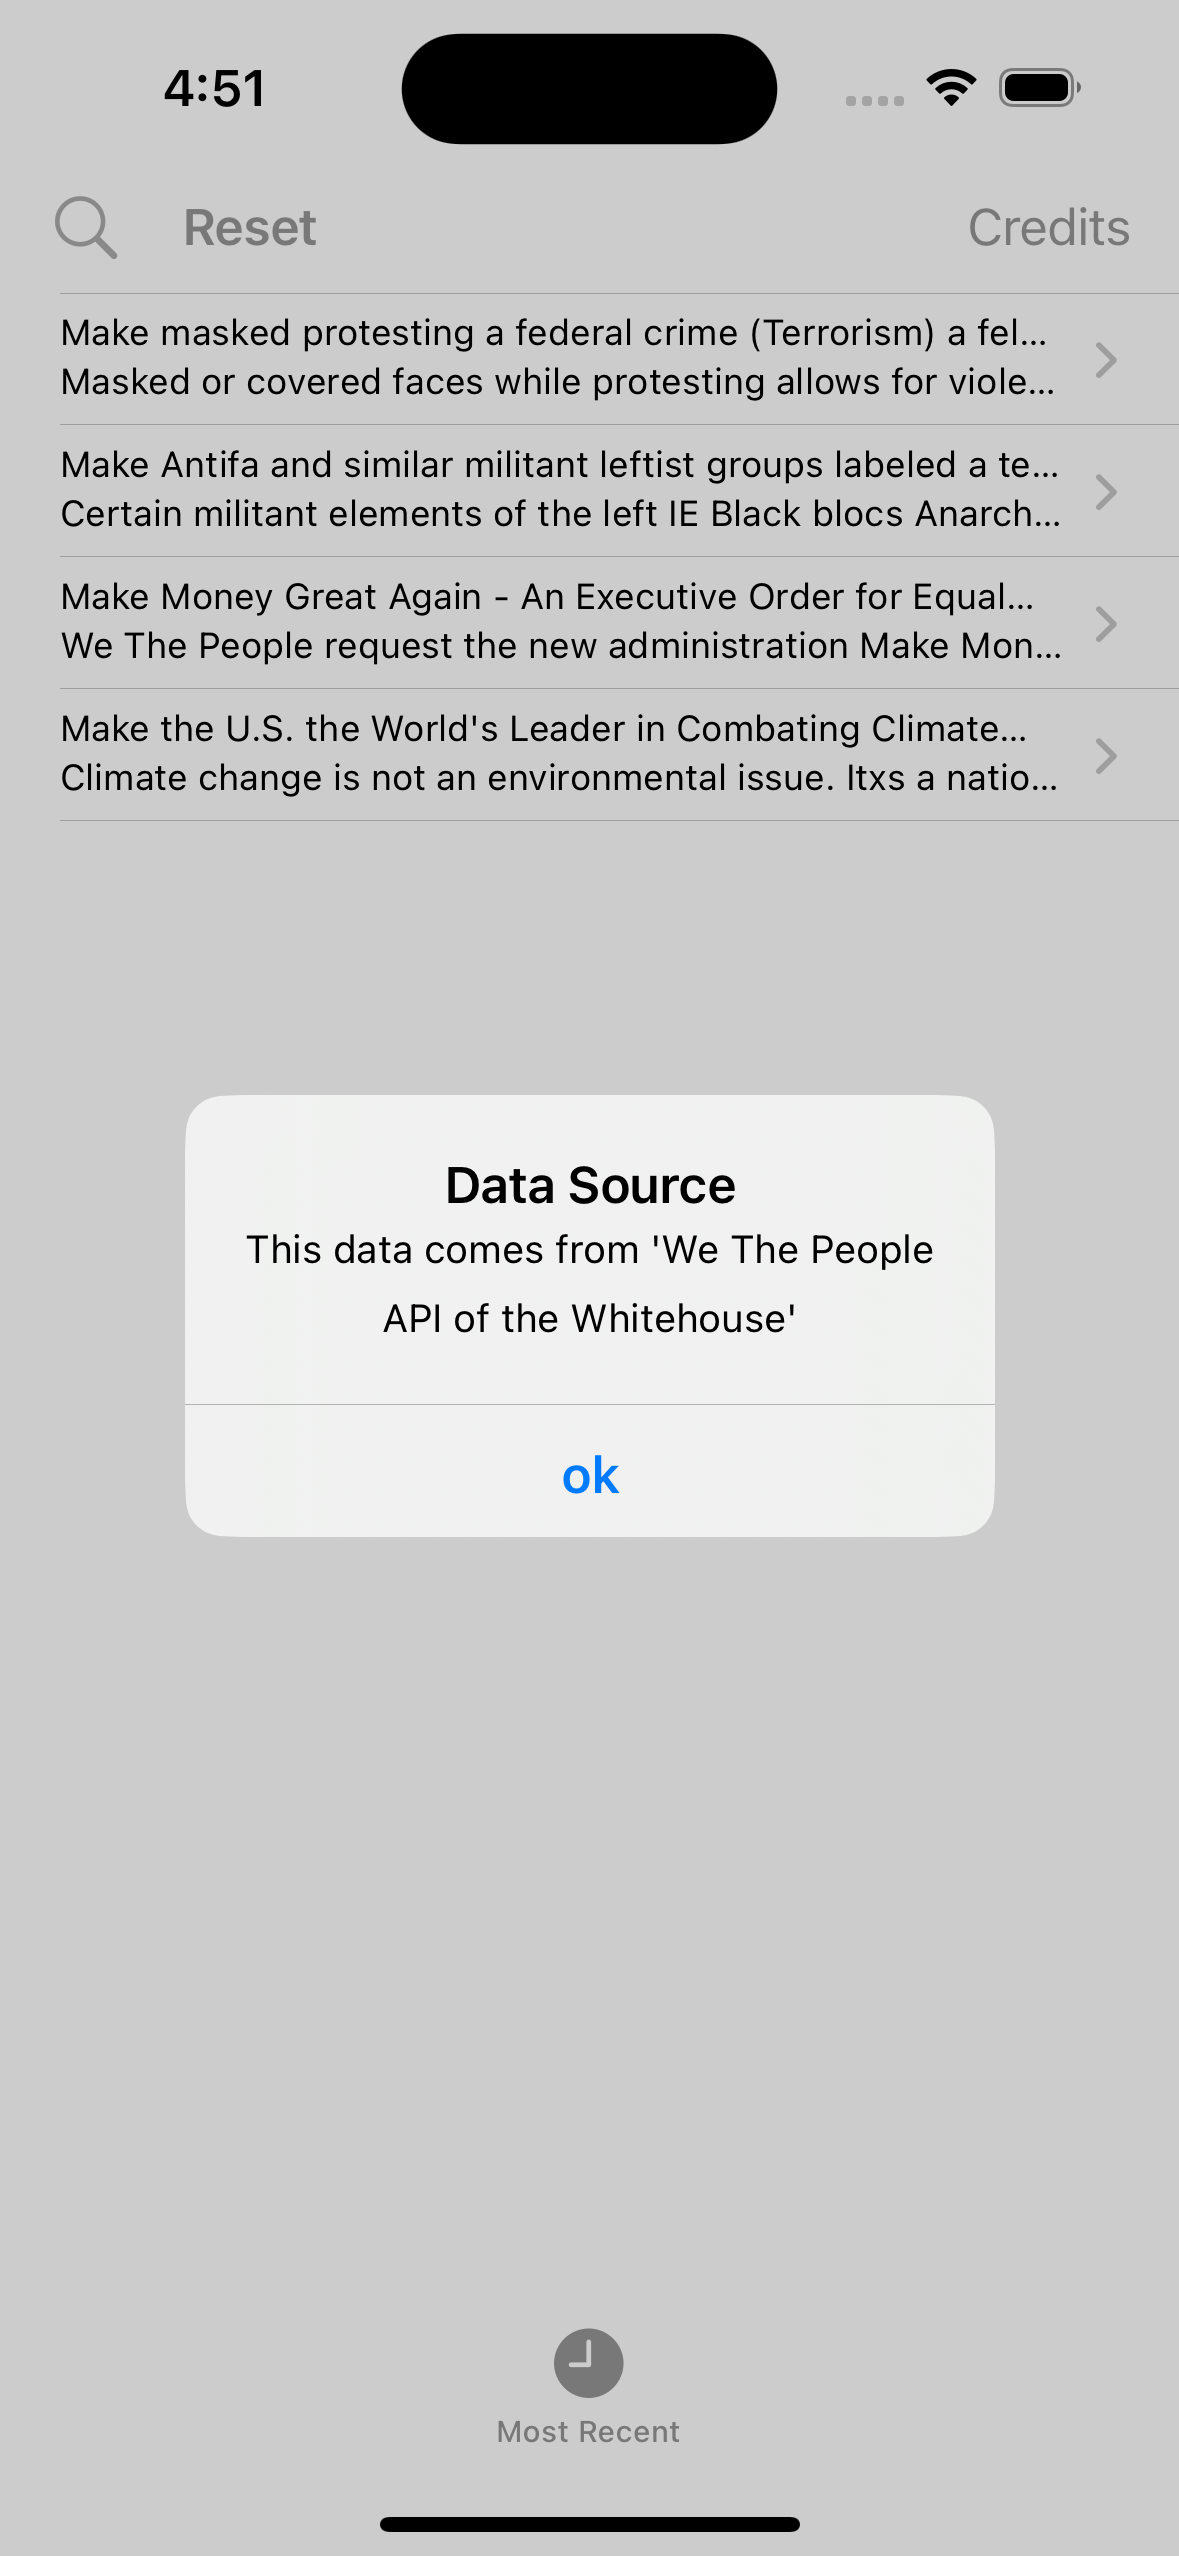 4:51
Reset
Credits
Make masked protesting a federal crime (Terrorism) a fel...
Masked or covered faces while protesting allows for viole...
Make Antifa and similar militant leftist groups labeled a te...
Certain militant elements of the left IE Black blocs Anarch...
Make Money Great Again - An Executive Order for Equal...
We The People request the new administration Make Mon...
Make the U.S. the World's Leader in Combating Climate...
Climate change is not an environmental issue. Itxs a natio...
Data Source
This data comes from 'We The People
API of the Whitehouse'
ok
Most Recent